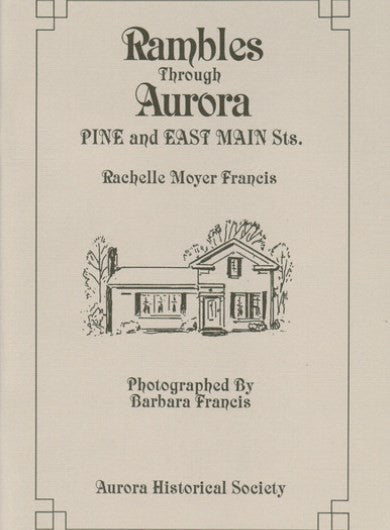 Rambles
Through
Aurora
PINE and EAST MAIN Sts.
Rachelle Moyer Francis
Photographed By
Barbara Francis
Aurora Historical Society